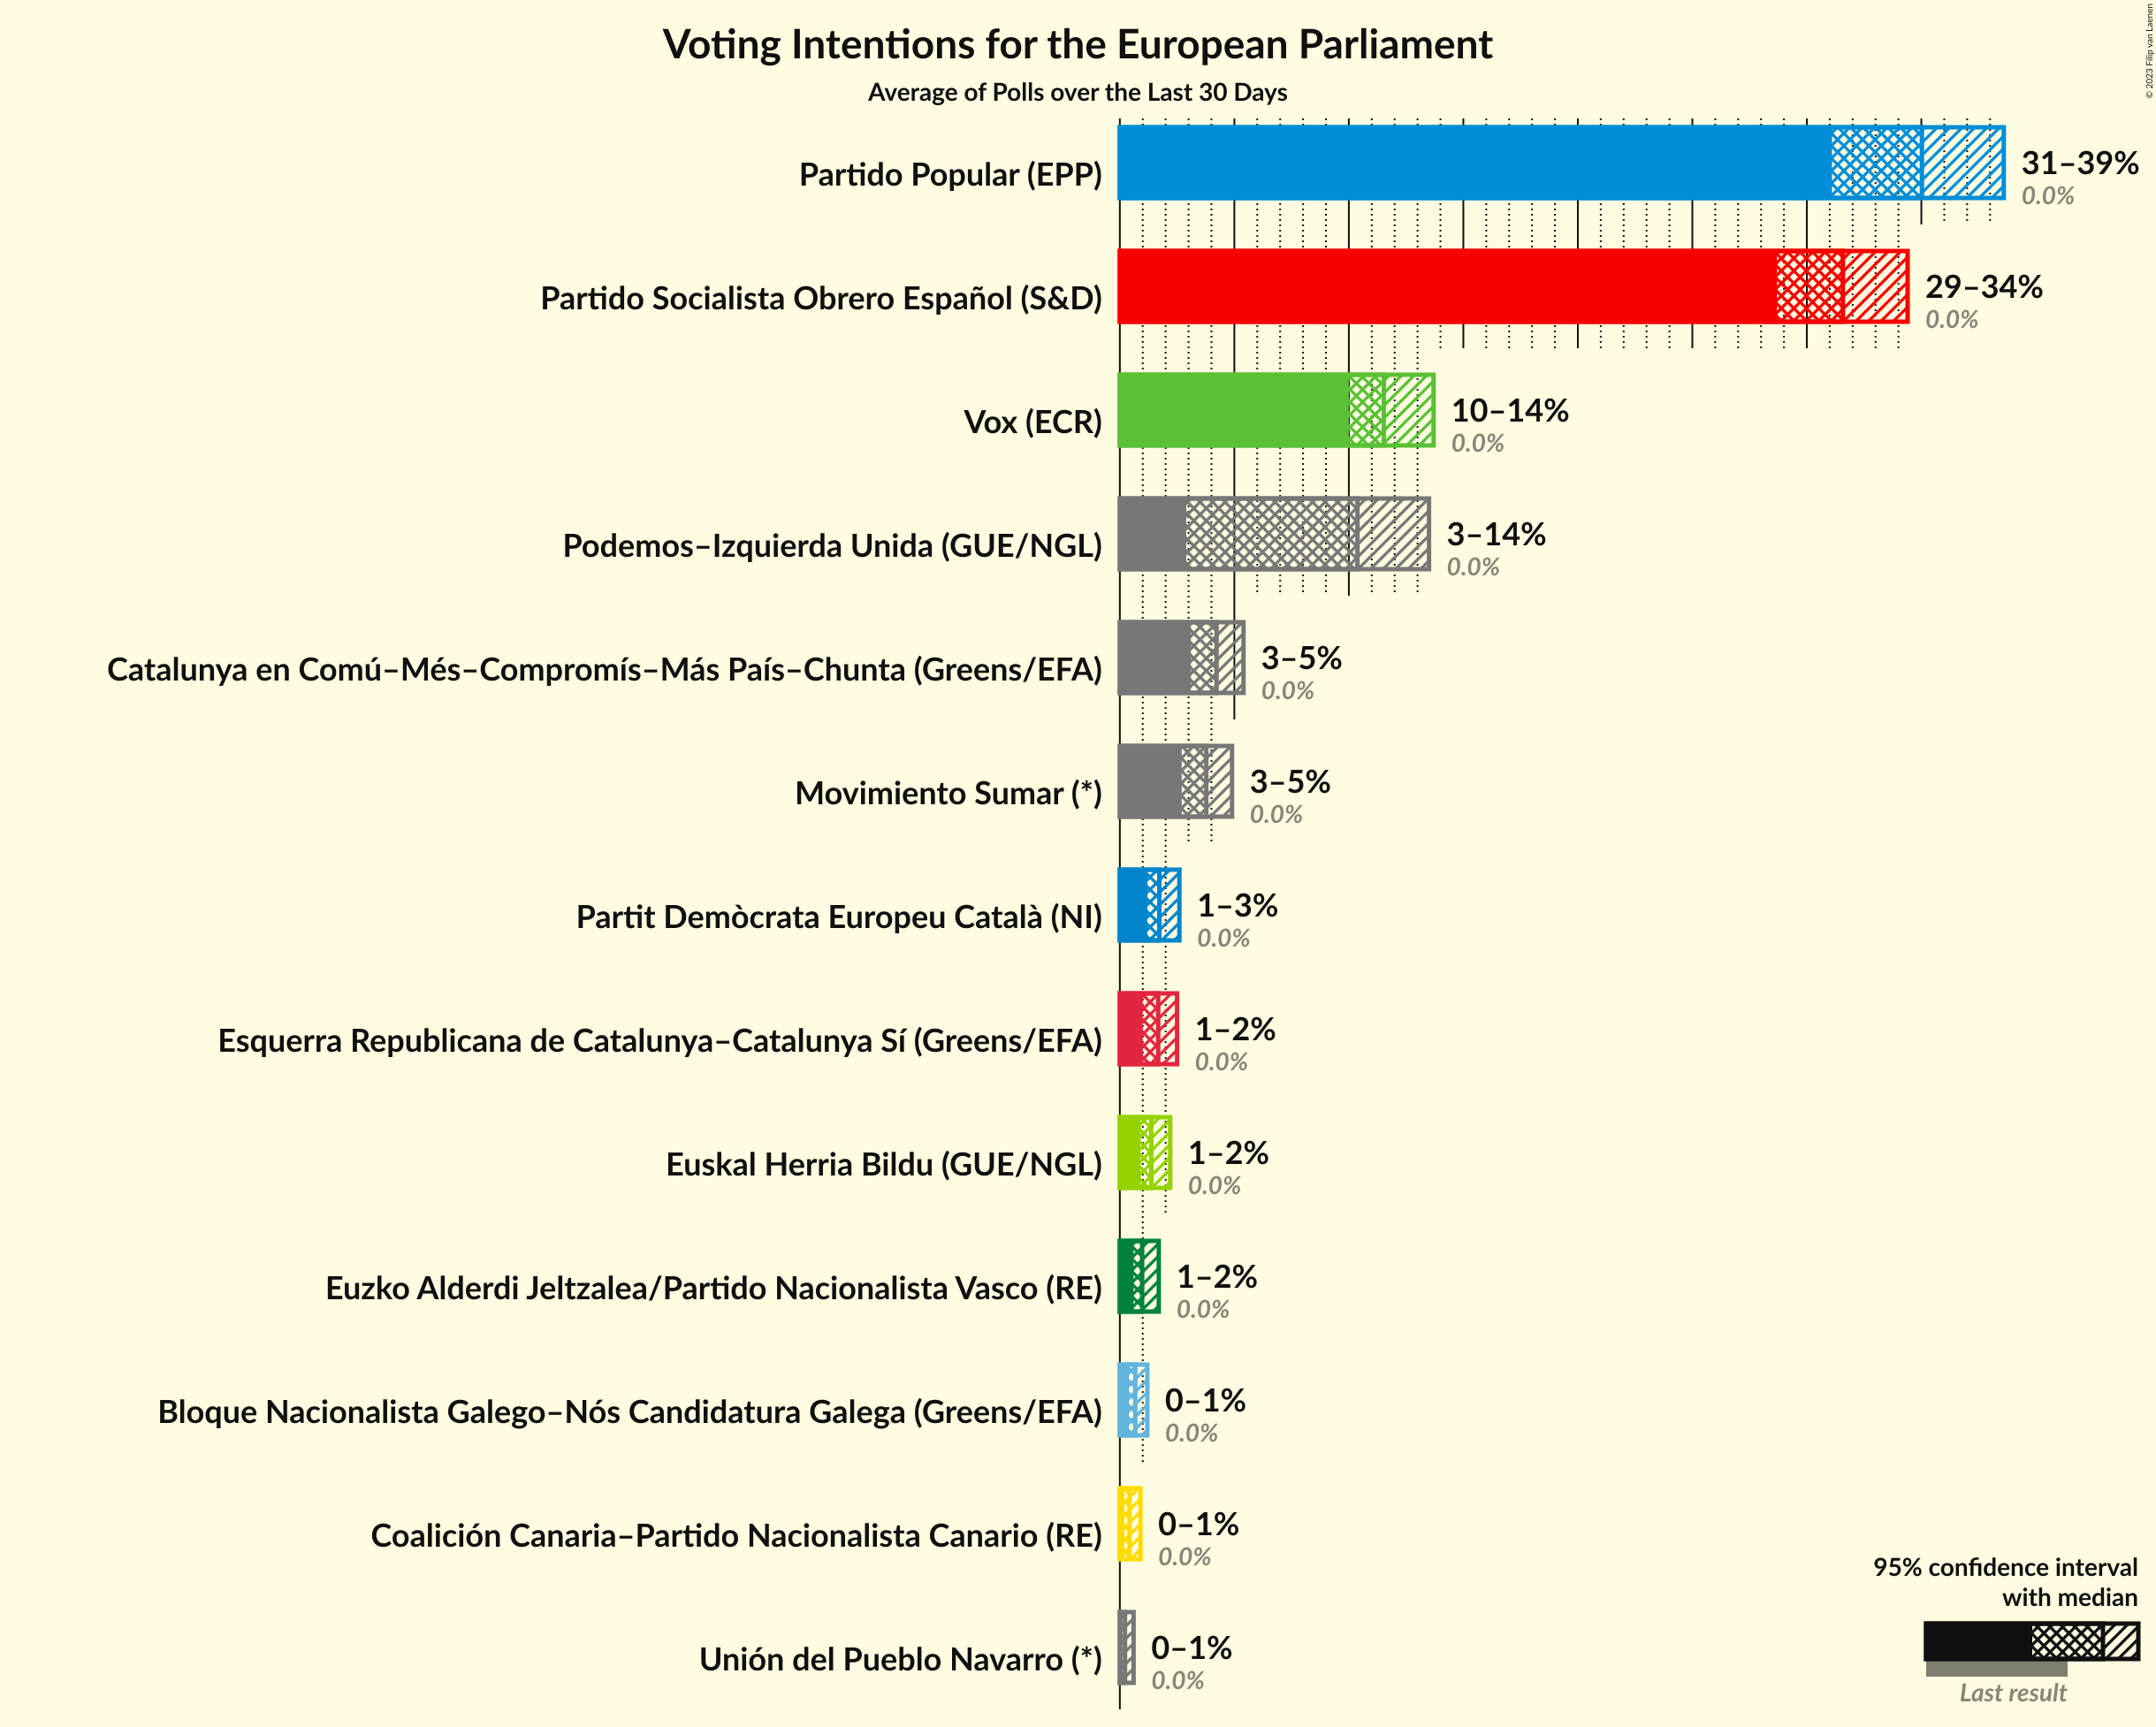 Voting Intentions for the European Parliament
Average of Polls over the Last 30 Days
© 2023 Filip van Laenen
Partido Popular (EPP)
31–39%
0.0%
Partido Socialista Obrero Español (S&D)
29–34%
0.0%
Vox (ECR)
10–14%
0.0%
Podemos–Izquierda Unida (GUE/NGL)
3–14%
0.0%
Catalunya en Comú–Més–Compromís–Más País–Chunta (Greens/EFA)
3–5%
0.0%
Movimiento Sumar (*)
3–5%
0.0%
Partit Demòcrata Europeu Català (NI)
1–3%
0.0%
Esquerra Republicana de Catalunya–Catalunya Sí (Greens/EFA)
1–2%
0.0%
Euskal Herria Bildu (GUE/NGL)
1–2%
0.0%
Euzko Alderdi Jeltzalea/Partido Nacionalista Vasco (RE)
1–2%
0.0%
Bloque Nacionalista Galego–Nós Candidatura Galega (Greens/EFA)
0–1%
0.0%
Coalición Canaria–Partido Nacionalista Canario (RE)
0–1%
0.0%
Unión del Pueblo Navarro (*)
0–1%
0.0%
95% confidence interval
with median
Last result